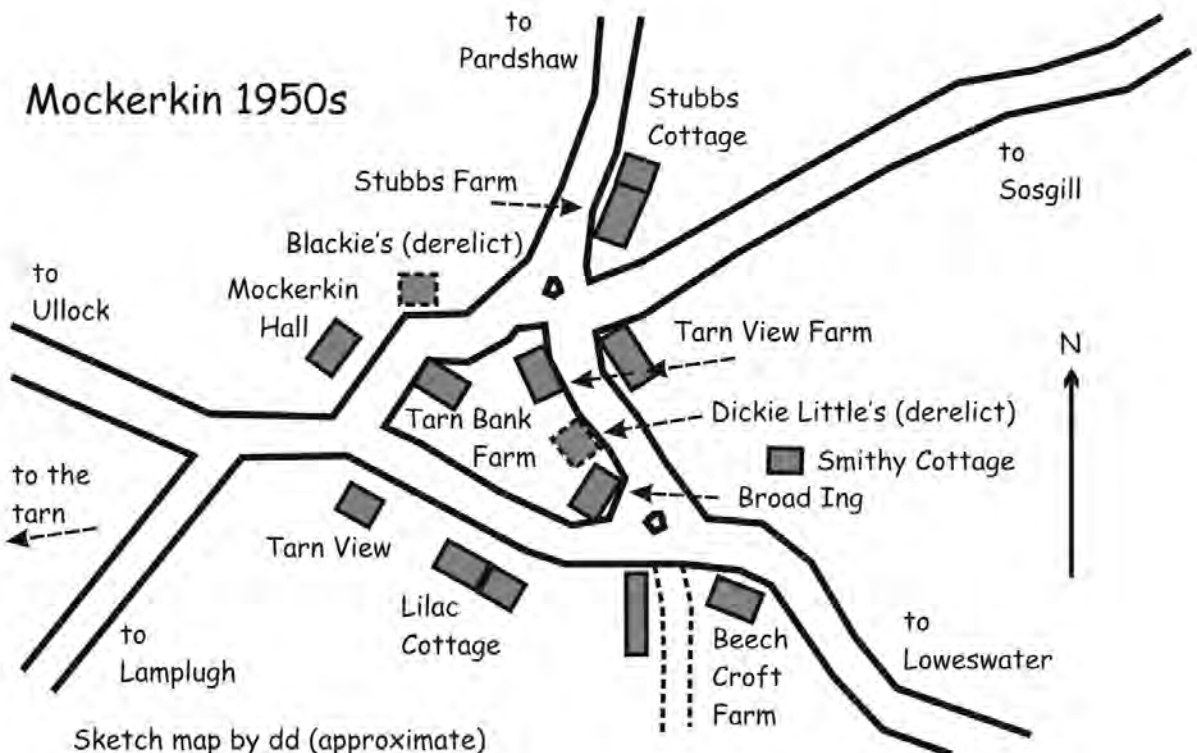 to
Pardshaw
Mockerkin 1950s
Stubbs
Cottage
to
Sosgill
Stubbs Farm
Blackie's (derelict)
to
Ullock
Mockerkin
Hall
Tarn View Farm
N
Tarn Bank
Farm
Dickie Little's (derelict)
Smithy Cottage
Broad Ing
to the
tarn
Tarn View
Lilac
Cottage
to
Lamplugh
Beech
Croft
Farm
to
Loweswater
Sketch map by dd (approximate)